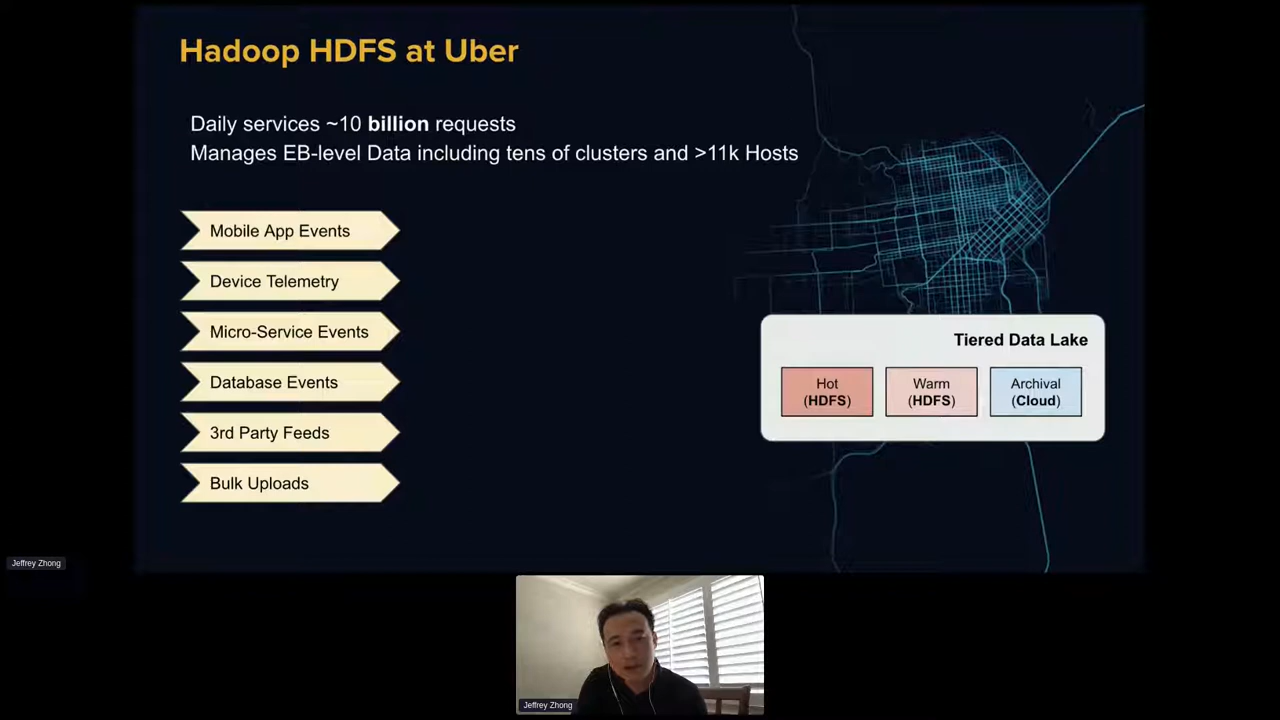 Hadoop HDFS at Uber
Daily services ~10 billion requests
Manages EB-level Data including tens of clusters and >11k Hosts
Mobile App Events
Device Telemetry
Micro-Service Events
Database Events
3rd Party Feeds
Bulk Uploads
Tiered Data Lake
Hot
(HDFS)
Warm
(HDFS)
Archival
(Cloud)
Jeffrey Zhong
Jeffrey Zhong